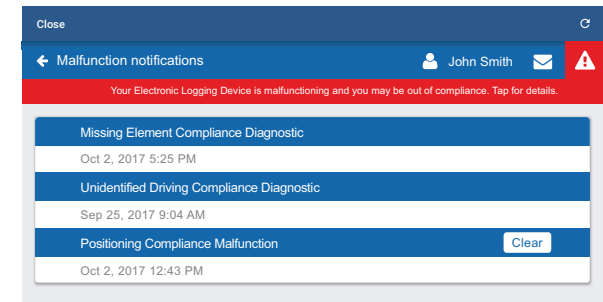 Close
Malfunction notifications John Smith
Your Electronic Logging Device is malfunctioning and you may be out of compliance. Tap for details.
Missing Element Compliance Diagnostic
Oct 2, 2017 5:25 PM
Unidentified Driving Compliance Diagnostic
Sep 25, 2017 9:04 AM
Positioning Compliance Malfunction Clear
Oct 2, 2017 12:43 PM